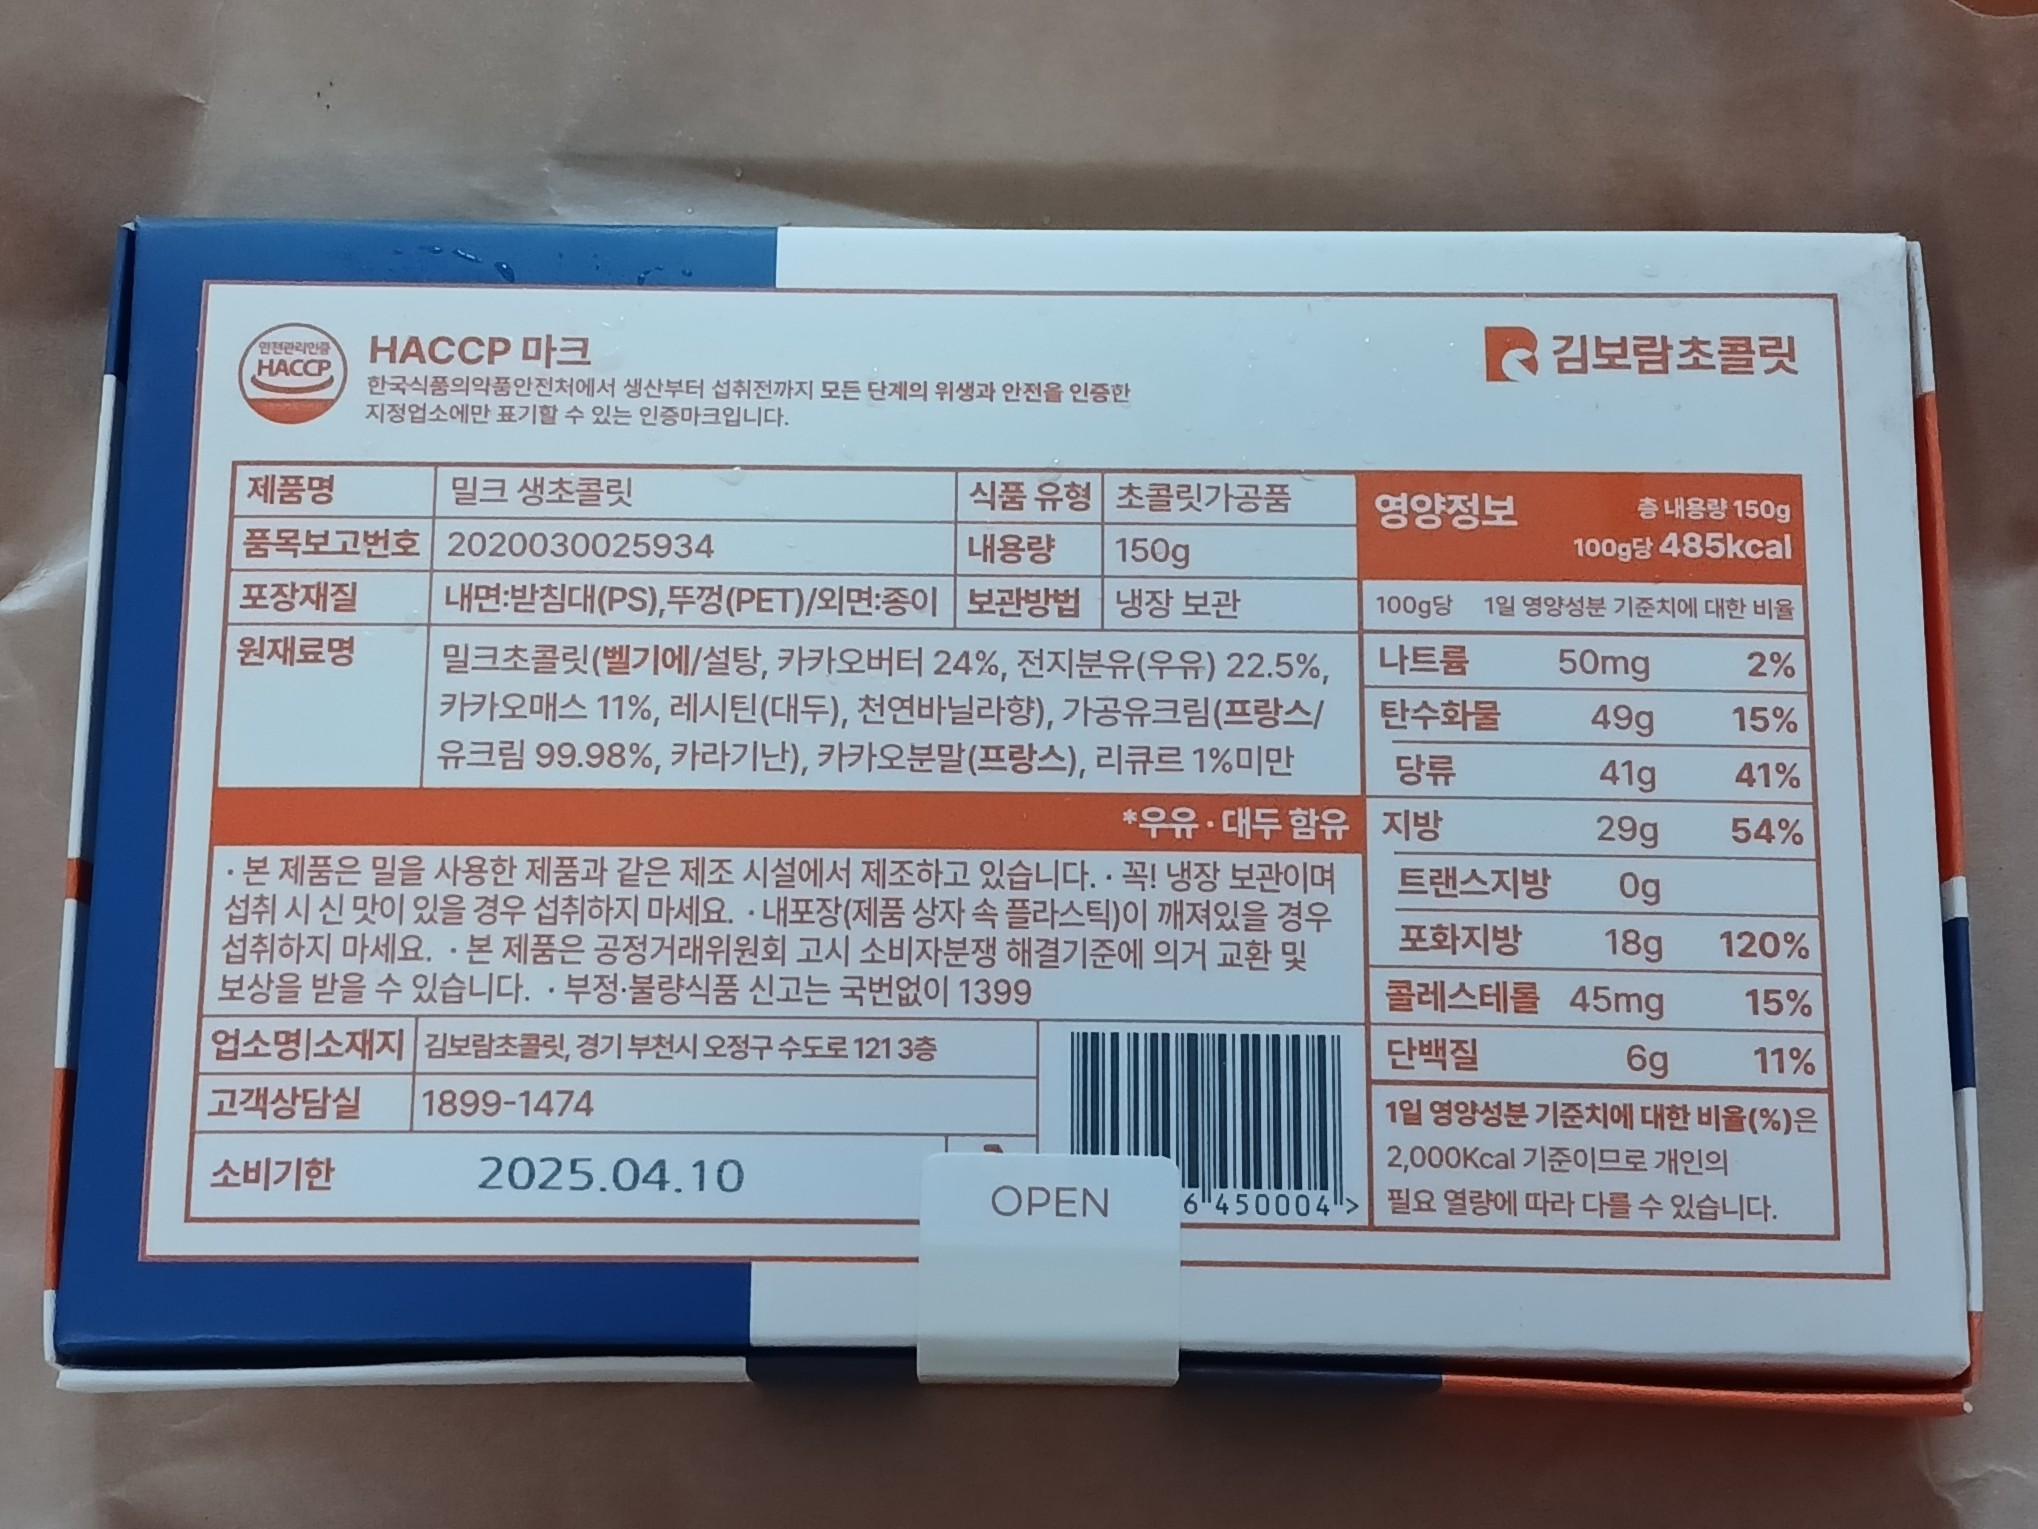 안전관리인증
HACCP
HACCP 마크
한국식품의약품안전처에서 생산부터 섭취전까지 모든 단계의 위생과 안전을 인증한
지정업소에만 표기할 수 있는 인증마크입니다.
김보람초콜릿
제품명 밀크 생초콜릿 식품 유형 초콜릿가공품
품목보고번호 2020030025934 내용량 150g
포장재질 내면:받침대(PS),뚜껑(PET)/외면:종이 보관방법 냉장 보관
원재료명 밀크초콜릿(벨기에/설탕, 카카오버터 24%, 전지분유(우유) 22.5%,
카카오매스 11%, 레시틴(대두), 천연바닐라향), 가공유크림(프랑스/
유크림 99.98%, 카라기난), 카카오분말(프랑스), 리큐르 1%미만
*우유·대두 함유
· 본 제품은 밀을 사용한 제품과 같은 제조 시설에서 제조하고 있습니다. · 꼭! 냉장 보관이며
섭취 시 신 맛이 있을 경우 섭취하지 마세요. · 내포장(제품 상자 속 플라스틱)이 깨져있을 경우
섭취하지 마세요. · 본 제품은 공정거래위원회 고시 소비자분쟁 해결기준에 의거 교환 및
보상을 받을 수 있습니다. · 부정·불량식품 신고는 국번없이 1399
업소명|소재지 김보람초콜릿, 경기 부천시 오정구 수도로 121 3층
고객상담실 1899-1474
소비기한 2025.04.10
OPEN
6 450004 >
영양정보 총 내용량 150g
100g당 485kcal
100g당 1일 영양성분 기준치에 대한 비율
나트륨 50mg 2%
탄수화물 49g 15%
당류 41g 41%
지방 29g 54%
트랜스지방 0g
포화지방 18g 120%
콜레스테롤 45mg 15%
단백질 6g 11%
1일 영양성분 기준치에 대한 비율(%)은
2,000Kcal 기준이므로 개인의
필요 열량에 따라 다를 수 있습니다.